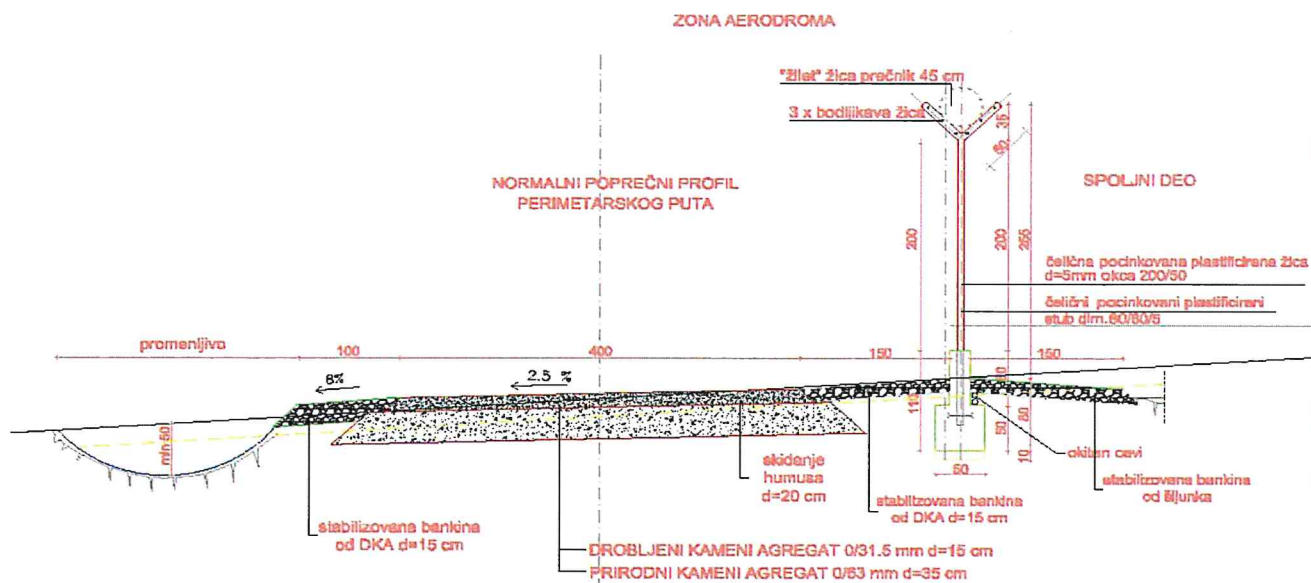 ZONA AERODROMA
"žilet" žica prečnik 45 cm
3 x bodljikava žica
35
60
NORMALNI POPREČNI PROFIL
PERIMETARSKOG PUTA
SPOLJNI DEO
200
200
255
čelična pocinkovana plastificirana žica
d=5mm okca 200/50
čelični pocinkovani plastificirani
stub dim.60/60/5
promenljivo
100
400
150
150
8%
2.5 %
min 50
110
50
60
10
60
okiten cevi
skidanje
humusa
d=20 cm
stabilizovana bankina
od DKA d=15 cm
stabilizovana bankina
od DKA d=15 cm
stabilizovana bankina
od šljunka
DROBLJENI KAMENI AGREGAT 0/31.5 mm d=15 cm
PRIRODNI KAMENI AGREGAT 0/63 mm d=35 cm